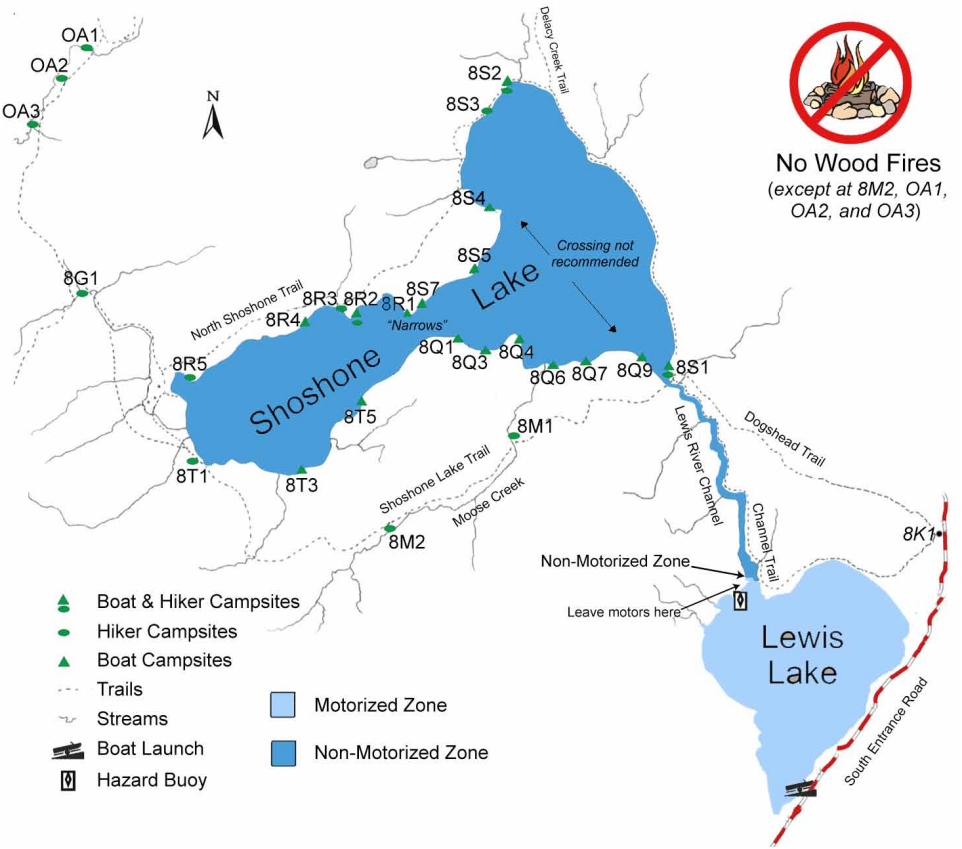 OA1
OA2
OA3
N
Delacy Creek Trail
8S2
8S3
No Wood Fires
(except at 8M2, OA1,
OA2, and OA3)
8S4
Crossing not
recommended
8S5
Lake
8G1
North Shoshone Trail
8R3
8R2
8R1
8S7
8R4
"Narrows"
8Q1
8Q3
8Q4
8Q6
8Q7
8Q9
8S1
8R5
Shoshone
8T5
8T1
8T3
8M1
Shoshone Lake Trail
Moose Creek
8M2
Lewis River Channel
Dogshead Trail
Channel Trail
8K1
Non-Motorized Zone
Leave motors here
Lewis
Lake
South Entrance Road
Boat & Hiker Campsites
Hiker Campsites
Boat Campsites
Trails
Streams
Boat Launch
Hazard Buoy
Motorized Zone
Non-Motorized Zone